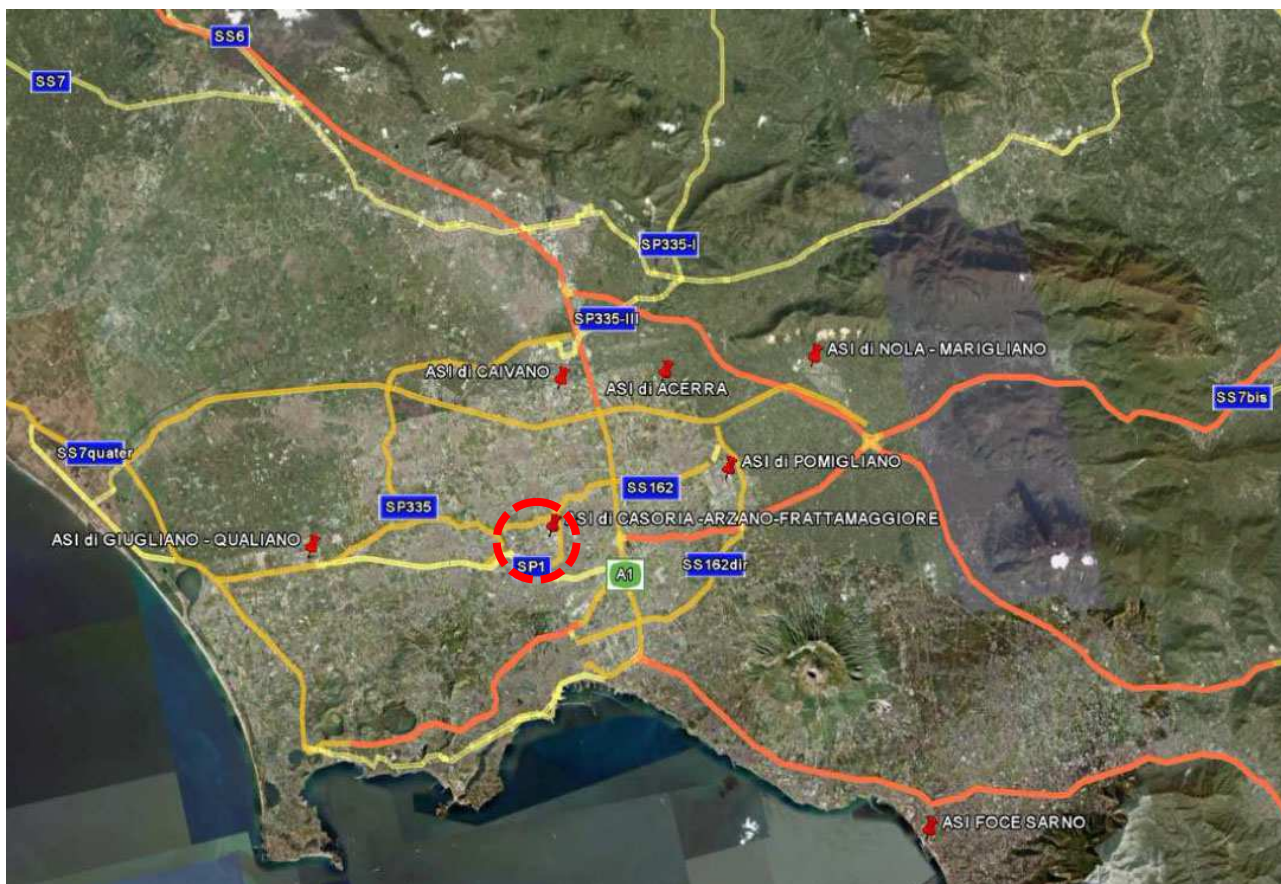 SS6
SS7
SP335-I
SP335-III
ASI di NOLA - MARIGLIANO
ASI di CAIVANO
ASI di ACERRA
SS7bis
SS7quater
ASI di POMIGLIANO
SS162
SP335
ASI di CASORIA -ARZANO-FRATTAMAGGIORE
ASI di GIUGLIANO - QUALIANO
SP1
A1
SS162dir
ASI FOCE SARNO